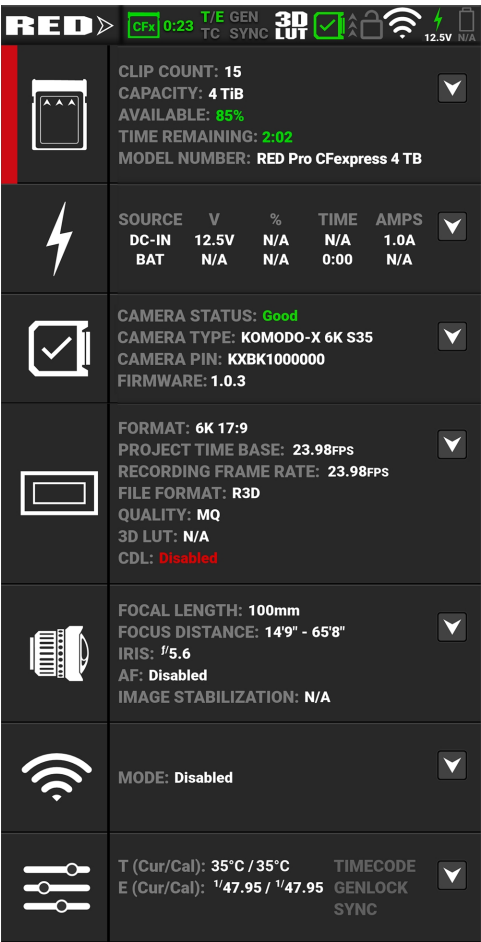 RED
CFx 0:23 T/E GEN 3D
TC SYNC LUT
12.5V N/A
CLIP COUNT: 15
CAPACITY: 4 TiB
AVAILABLE: 85%
TIME REMAINING: 2:02
MODEL NUMBER: RED Pro CFexpress 4 TB
SOURCE V % TIME AMPS
DC-IN 12.5V N/A N/A 1.0A
BAT N/A N/A 0:00 N/A
CAMERA STATUS: Good
CAMERA TYPE: KOMODO-X 6K S35
CAMERA PIN: KXBK1000000
FIRMWARE: 1.0.3
FORMAT: 6K 17:9
PROJECT TIME BASE: 23.98FPS
RECORDING FRAME RATE: 23.98FPS
FILE FORMAT: R3D
QUALITY: MQ
3D LUT: N/A
CDL: Disabled
FOCAL LENGTH: 100mm
FOCUS DISTANCE: 14'9" - 65'8"
IRIS: f/5.6
AF: Disabled
IMAGE STABILIZATION: N/A
MODE: Disabled
T (Cur/Cal): 35°C / 35°C TIMECODE
E (Cur/Cal): 1/47.95 / 1/47.95 GENLOCK
SYNC